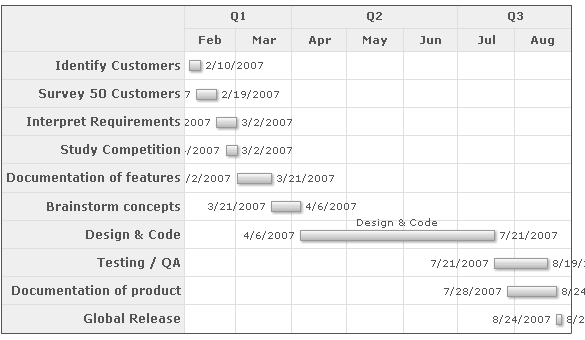 Q1 Q2 Q3
Feb Mar Apr May Jun Jul Aug
Identify Customers 2/10/2007
Survey 50 Customers 7 2/19/2007
Interpret Requirements 2007 3/2/2007
Study Competition /2007 3/2/2007
Documentation of features /2/2007 3/21/2007
Brainstorm concepts 3/21/2007 4/6/2007
Design & Code
Design & Code 4/6/2007 7/21/2007
Testing / QA 7/21/2007 8/19/
Documentation of product 7/28/2007 8/24
Global Release 8/24/2007 8/2